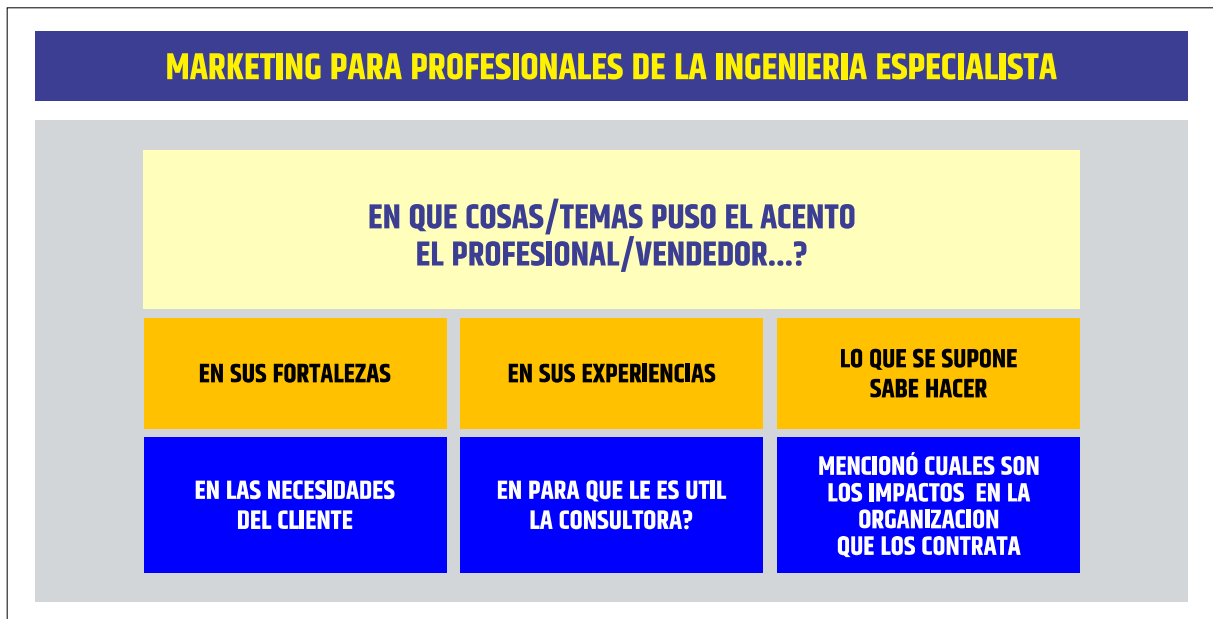 MARKETING PARA PROFESIONALES DE LA INGENIERIA ESPECIALISTA
EN QUE COSAS/TEMAS PUSO EL ACENTO
EL PROFESIONAL/VENDEDOR...?
EN SUS FORTALEZAS
EN SUS EXPERIENCIAS
LO QUE SE SUPONE
SABE HACER
EN LAS NECESIDADES
DEL CLIENTE
EN PARA QUE LE ES UTIL
LA CONSULTORA?
MENCIONÓ CUALES SON
LOS IMPACTOS EN LA
ORGANIZACION
QUE LOS CONTRATA